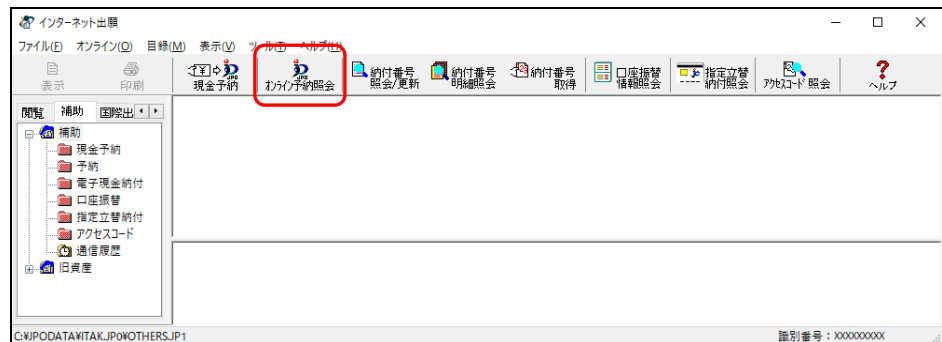 インターネット出願
ファイル(F) オンライン(O) 目録(M) 表示(V) ツール(T) ヘルプ(H)
表示 印刷 現金予納 オンライン予納照会 納付番号照会/更新 納付番号明細照会 納付番号取得 口座振替情報照会 指定立替納付照会 アクセスコード照会 ヘルプ
閲覧 補助 国際出
補助
現金予納
予納
電子現金納付
口座振替
指定立替納付
アクセスコード
通信履歴
旧資産
C:¥JPODATA¥ITAK.JP0¥OTHERS.JP1 識別番号：XXXXXXXXX